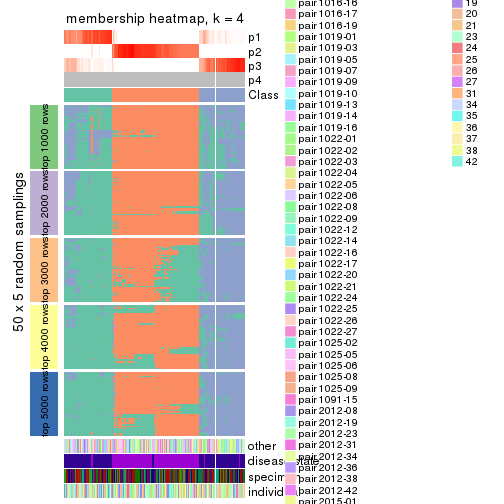 membership heatmap, k = 4
p1
p2
p3
p4
Class
50 x 5 random samplings
top 1000 rows
top 2000 rows
top 3000 rows
top 4000 rows
top 5000 rows
other
disease.state
specim
individ
pair1016-16
pair1016-17
pair1019-01
pair1019-03
pair1019-05
pair1019-07
pair1019-09
pair1019-10
pair1019-13
pair1019-14
pair1019-16
pair1022-01
pair1022-02
pair1022-03
pair1022-04
pair1022-05
pair1022-06
pair1022-08
pair1022-09
pair1022-12
pair1022-14
pair1022-16
pair1022-17
pair1022-20
pair1022-21
pair1022-24
pair1022-25
pair1022-26
pair1022-27
pair1025-02
pair1025-05
pair1025-06
pair1025-08
pair1025-09
pair1091-15
pair2012-08
pair2012-19
pair2012-23
pair2012-31
pair2012-34
pair2012-36
pair2012-38
pair2012-42
pair2015-01
19
20
21
23
24
25
26
27
31
34
35
36
37
38
42